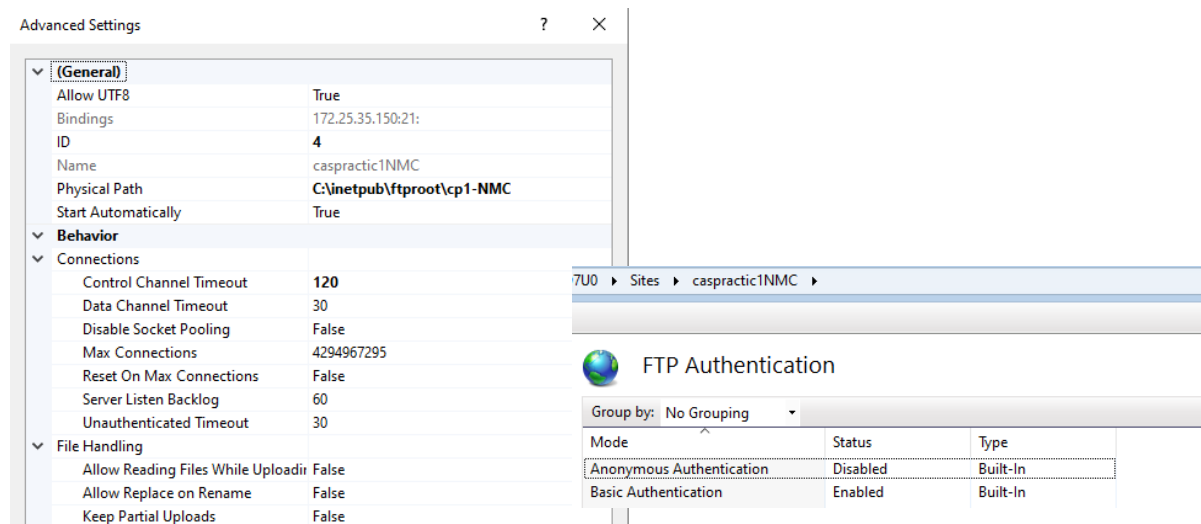 Advanced Settings ? ×
(General)
Allow UTF8 True
Bindings 172.25.35.150:21:
ID 4
Name caspractic1NMC
Physical Path C:\inetpub\ftproot\cp1-NMC
Start Automatically True
Behavior
Connections
Control Channel Timeout 120
Data Channel Timeout 30
Disable Socket Pooling False
Max Connections 4294967295
Reset On Max Connections False
Server Listen Backlog 60
Unauthenticated Timeout 30
File Handling
Allow Reading Files While Uploadir False
Allow Replace on Rename False
Keep Partial Uploads False
7U0 Sites caspractic1NMC
FTP Authentication
Group by: No Grouping
Mode Status Type
Anonymous Authentication Disabled Built-In
Basic Authentication Enabled Built-In